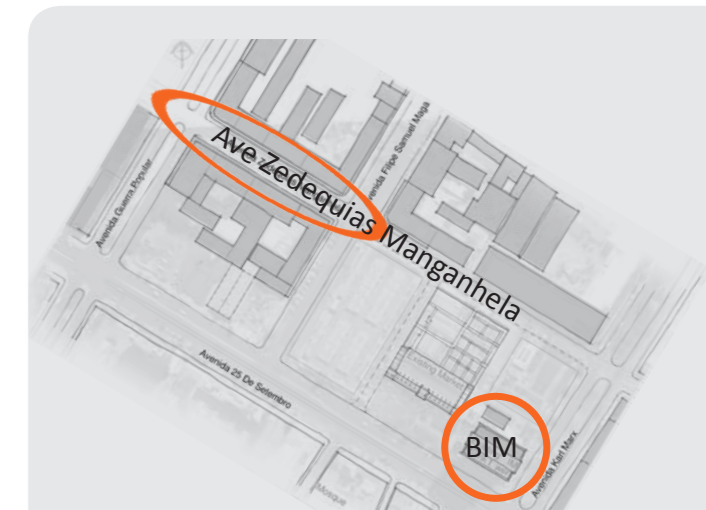 Ave Zedequias Manganhela
Avenida Filipe Samuel Maga
Avenida Guerra Popular
Existing Market
Avenida 25 De Setembro
BIM
Avenida Karl Marx
Mosque